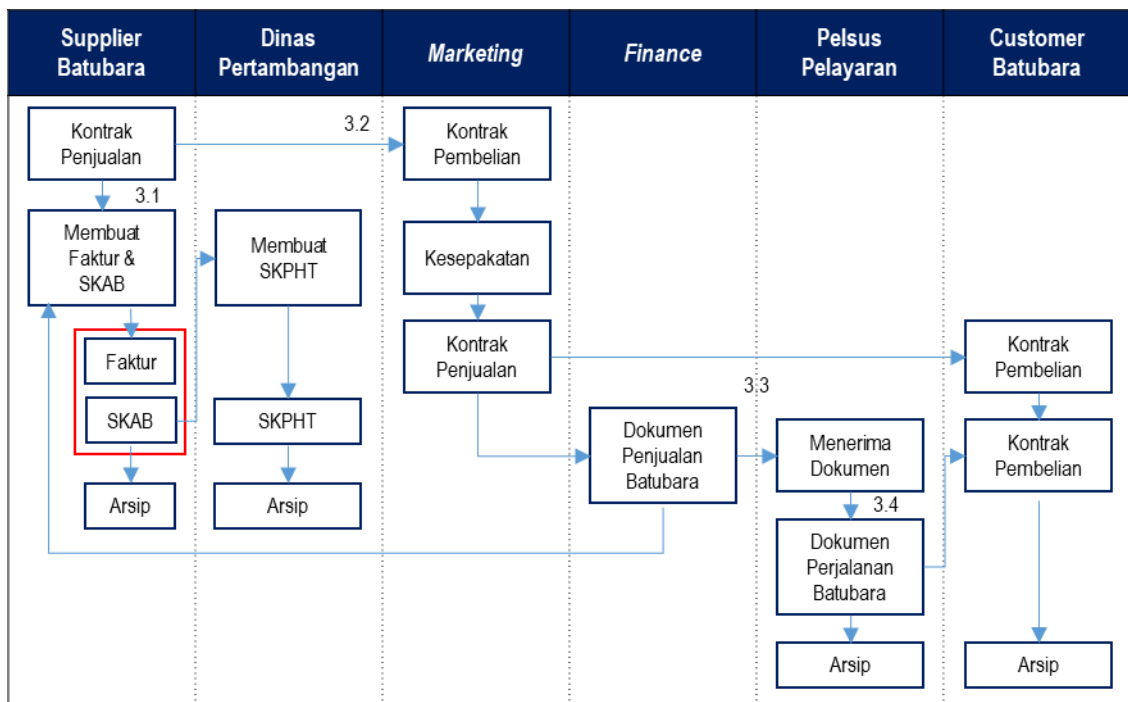 Supplier
Batubara
Dinas
Pertambangan
Marketing
Finance
Pelsus
Pelayaran
Customer
Batubara
Kontrak
Penjualan
3.2
Kontrak
Pembelian
3.1
Membuat
Faktur &
SKAB
Membuat
SKPHT
Kesepakatan
Faktur
Kontrak
Penjualan
Kontrak
Pembelian
3.3
SKAB
SKPHT
Dokumen
Penjualan
Batubara
Menerima
Dokumen
Kontrak
Pembelian
Arsip
Arsip
3.4
Dokumen
Perjalanan
Batubara
Arsip
Arsip